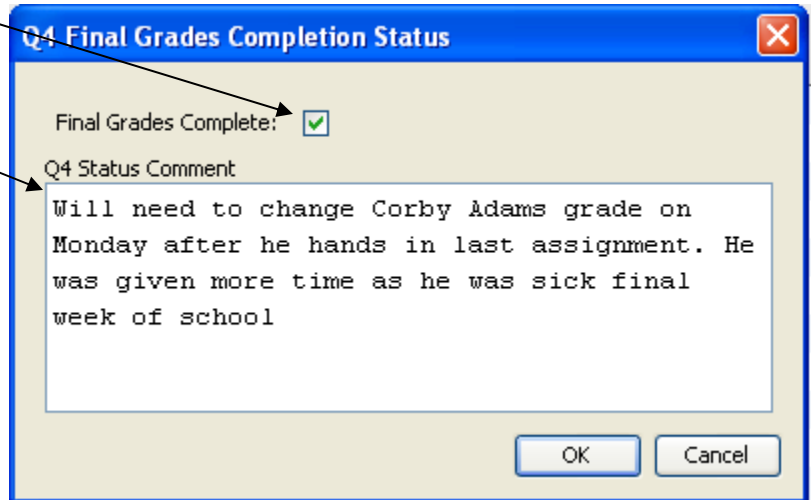 Q4 Final Grades Completion Status
Final Grades Complete:
Q4 Status Comment
Will need to change Corby Adams grade on
Monday after he hands in last assignment. He
was given more time as he was sick final
week of school
OK Cancel